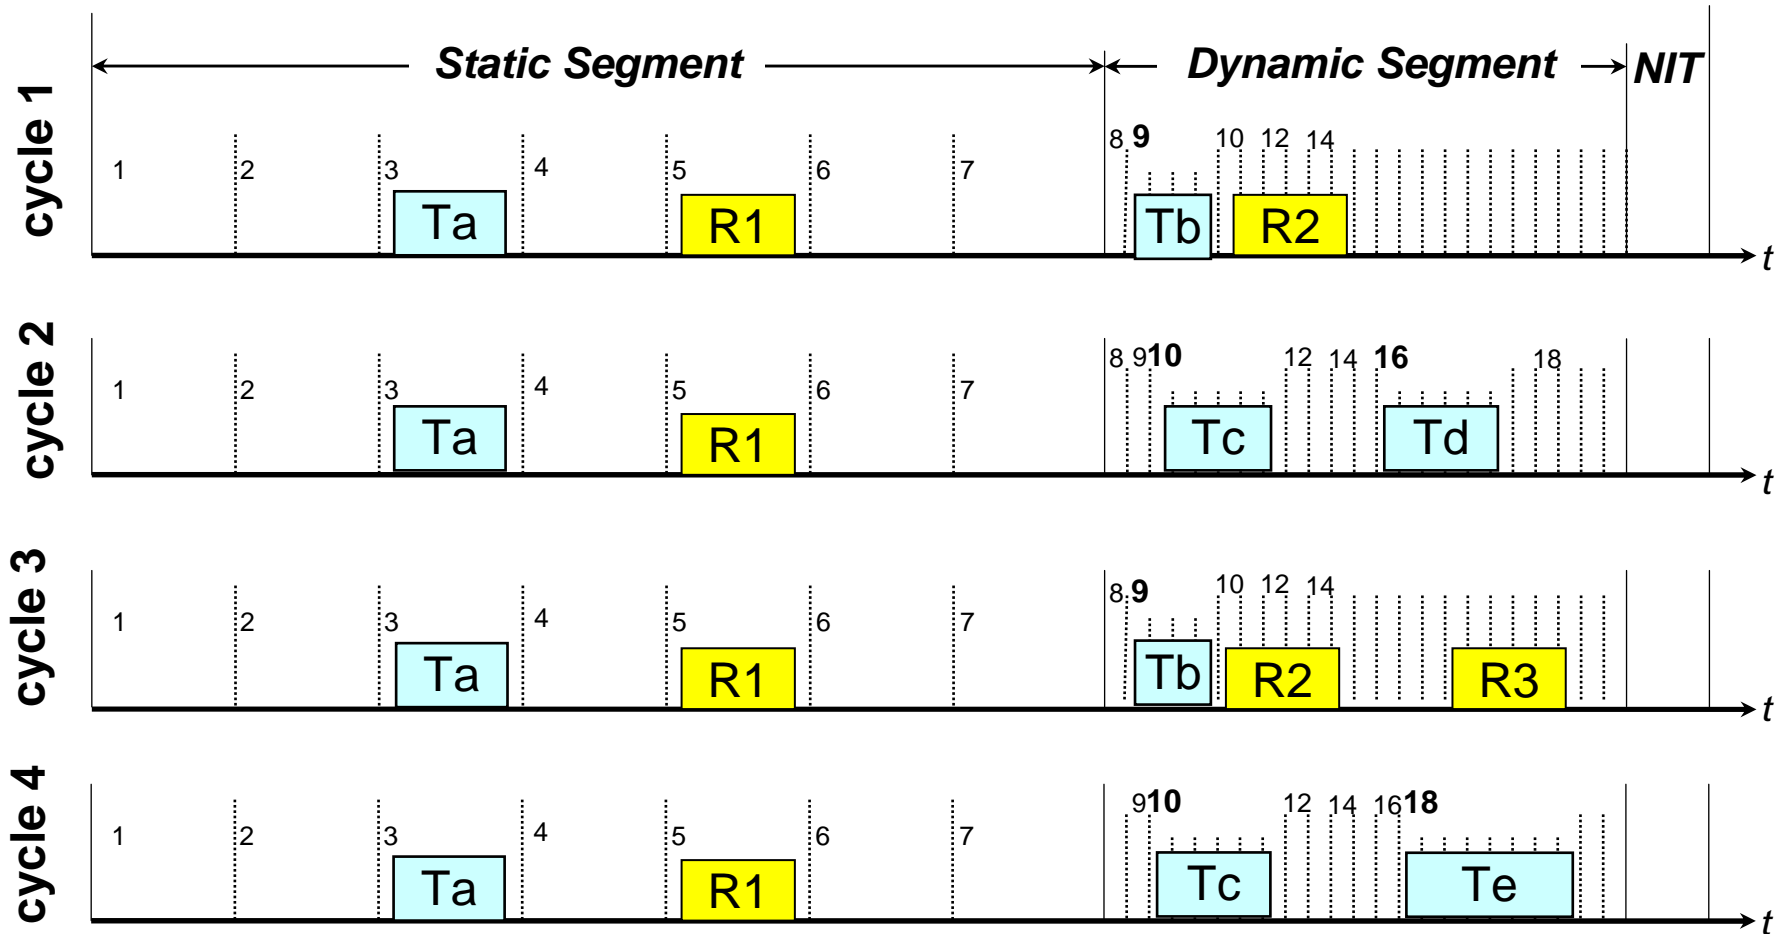 Static Segment Dynamic Segment NIT
cycle 1
8 9 10 12 14
1 2 3 4 5 6 7
Ta R1 Tb R2
t
cycle 2
8 9 10 12 14 16 18
1 2 3 4 5 6 7
Ta R1 Tc Td
t
cycle 3
8 9 10 12 14
1 2 3 4 5 6 7
Ta R1 Tb R2 R3
t
cycle 4
9 10 12 14 16 18
1 2 3 4 5 6 7
Ta R1 Tc Te
t